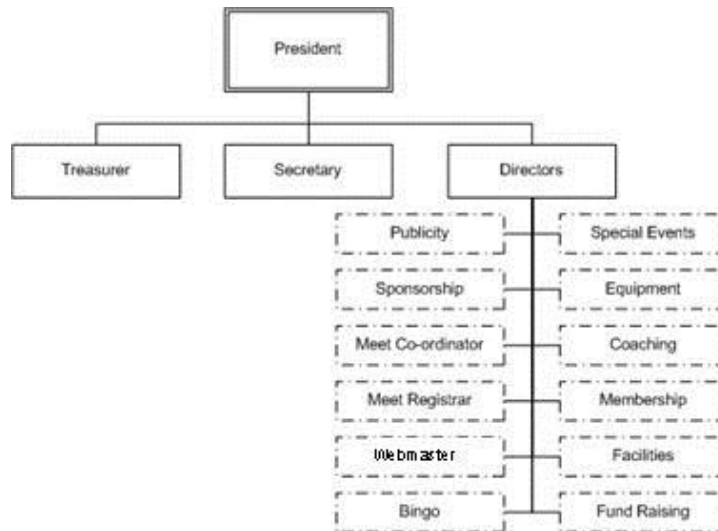 President
Treasurer
Secretary
Directors
Publicity
Special Events
Sponsorship
Equipment
Meet Co-ordinator
Coaching
Meet Registrar
Membership
Webmaster
Facilities
Bingo
Fund Raising